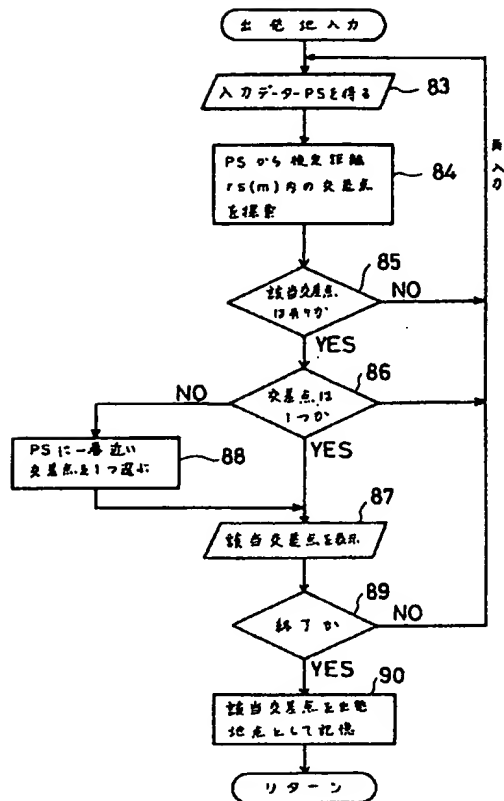 出発地入力
入力データーPSを得る
83
PSから検定距離
rs(m)内の交差点
を探索
84
再入力
該当交差点
は有るか
85
NO
YES
交差点は
1つか
86
NO
YES
PSに一番近い
交差点を1つ選ぶ
88
該当交差点を表示
87
終了か
89
NO
YES
該当交差点を出発
地点として記憶
90
リターン